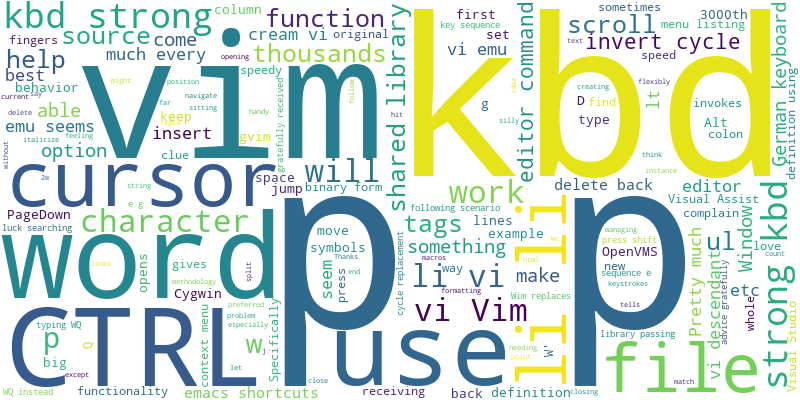 kbd strong
column
function
sometimes
3000th
fingers
source
come
cream vi
original
first
key sequence
set
scroll
menu listing
help
much every
thousands
vi emu
invert cycle
best
vim
kbd
opening
speedy
speed
behavior
able
keep
g
D
find
lt
invokes
current
position
delete
emu seems
insert
gvim
handy
type
Alt
creating
text
flexibly
italicize
feeling
far
navigate
sitting
gratefully received
follow
hit
silly
colon
shared library
editor command
German keyboard
definition using
without
option
clue
think
instance
cursor
space
will
jump
binary form
work
delete back
editor
Visual Assist
2w
string
e g
PageDown
character
move
following scenario
tags
lines
complain
luck searching
symbols
example
something
ul
love
count
word
p
p
li li
Window
strong kbd
opens
gives
seem
press
Thanks
end
li
vi
way
make
managing
press shift
OpenVMS
new
etc
Cygwin
links
methodology
split
macros
formatting
vi Vim
Wim replaces
sequence e
keystrokes
whole
html
CTRL
use
cycle replacement
tells
Pretty much
vi descendant
advice gratefully
typing WQ
Q
preferred
problem
especially
Specifically
context menu
w
j
needing
point
W'
library passing
p
big
let
close
file
match
Visual Studio
except
WQ instead
functionality
emacs shortcuts
receiving
back
definition
closing